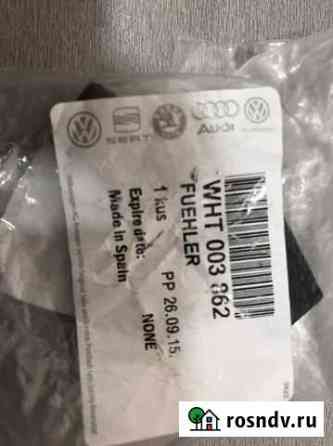 SEAT
Audi
WHT 003 862
FUEHLER
1 kus PP 26.09.15.
Expire date: NONE
Made in Spain
rosndv.ru